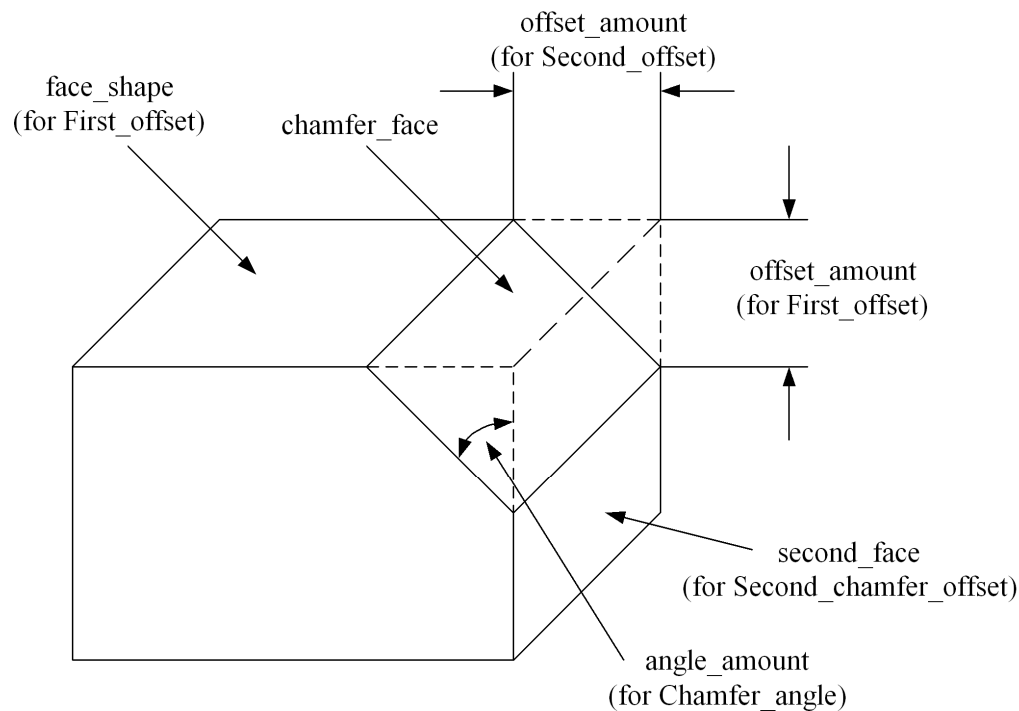 offset_amount
(for Second_offset)
face_shape
(for First_offset)
chamfer_face
offset_amount
(for First_offset)
second_face
(for Second_chamfer_offset)
angle_amount
(for Chamfer_angle)